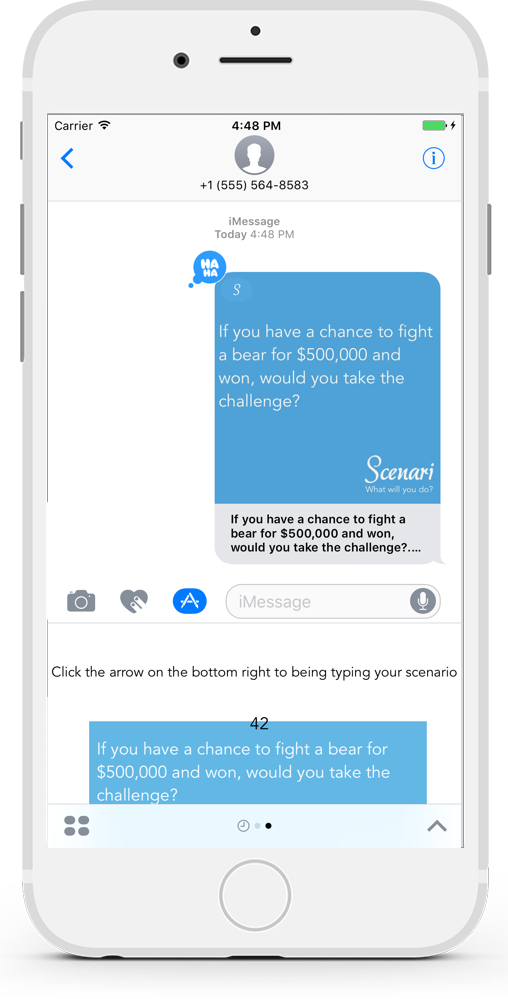 Carrier
4:48 PM
+1 (555) 564-8583
iMessage
Today 4:48 PM
HA
HA
S
If you have a chance to fight
a bear for $500,000 and
won, would you take the
challenge?
Scenari
What will you do?
If you have a chance to fight a
bear for $500,000 and won,
would you take the challenge?....
iMessage
Click the arrow on the bottom right to being typing your scenario
42
If you have a chance to fight a bear for
$500,000 and won, would you take the
challenge?